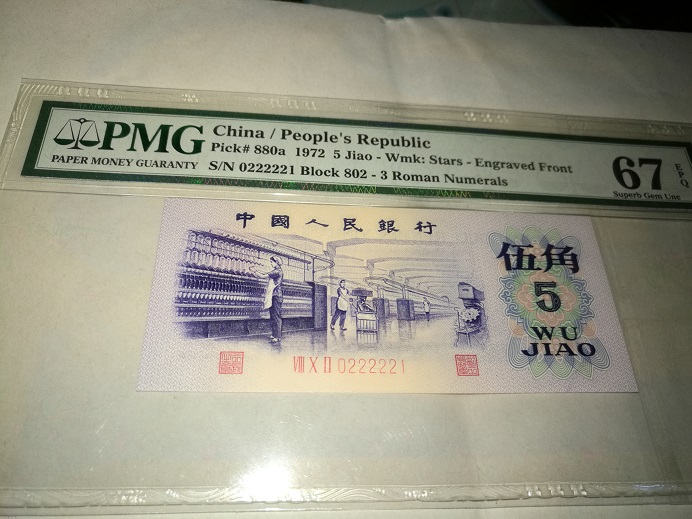 PMG
PAPER MONEY GUARANTY
China / People's Republic
Pick# 880a 1972 5 Jiao - Wmk: Stars - Engraved Front
S/N 0222221 Block 802 - 3 Roman Numerals
67
EPQ
Superb Gem Unc
中國人民銀行
伍角
5
WU
JIAO
VIII X II 0222221